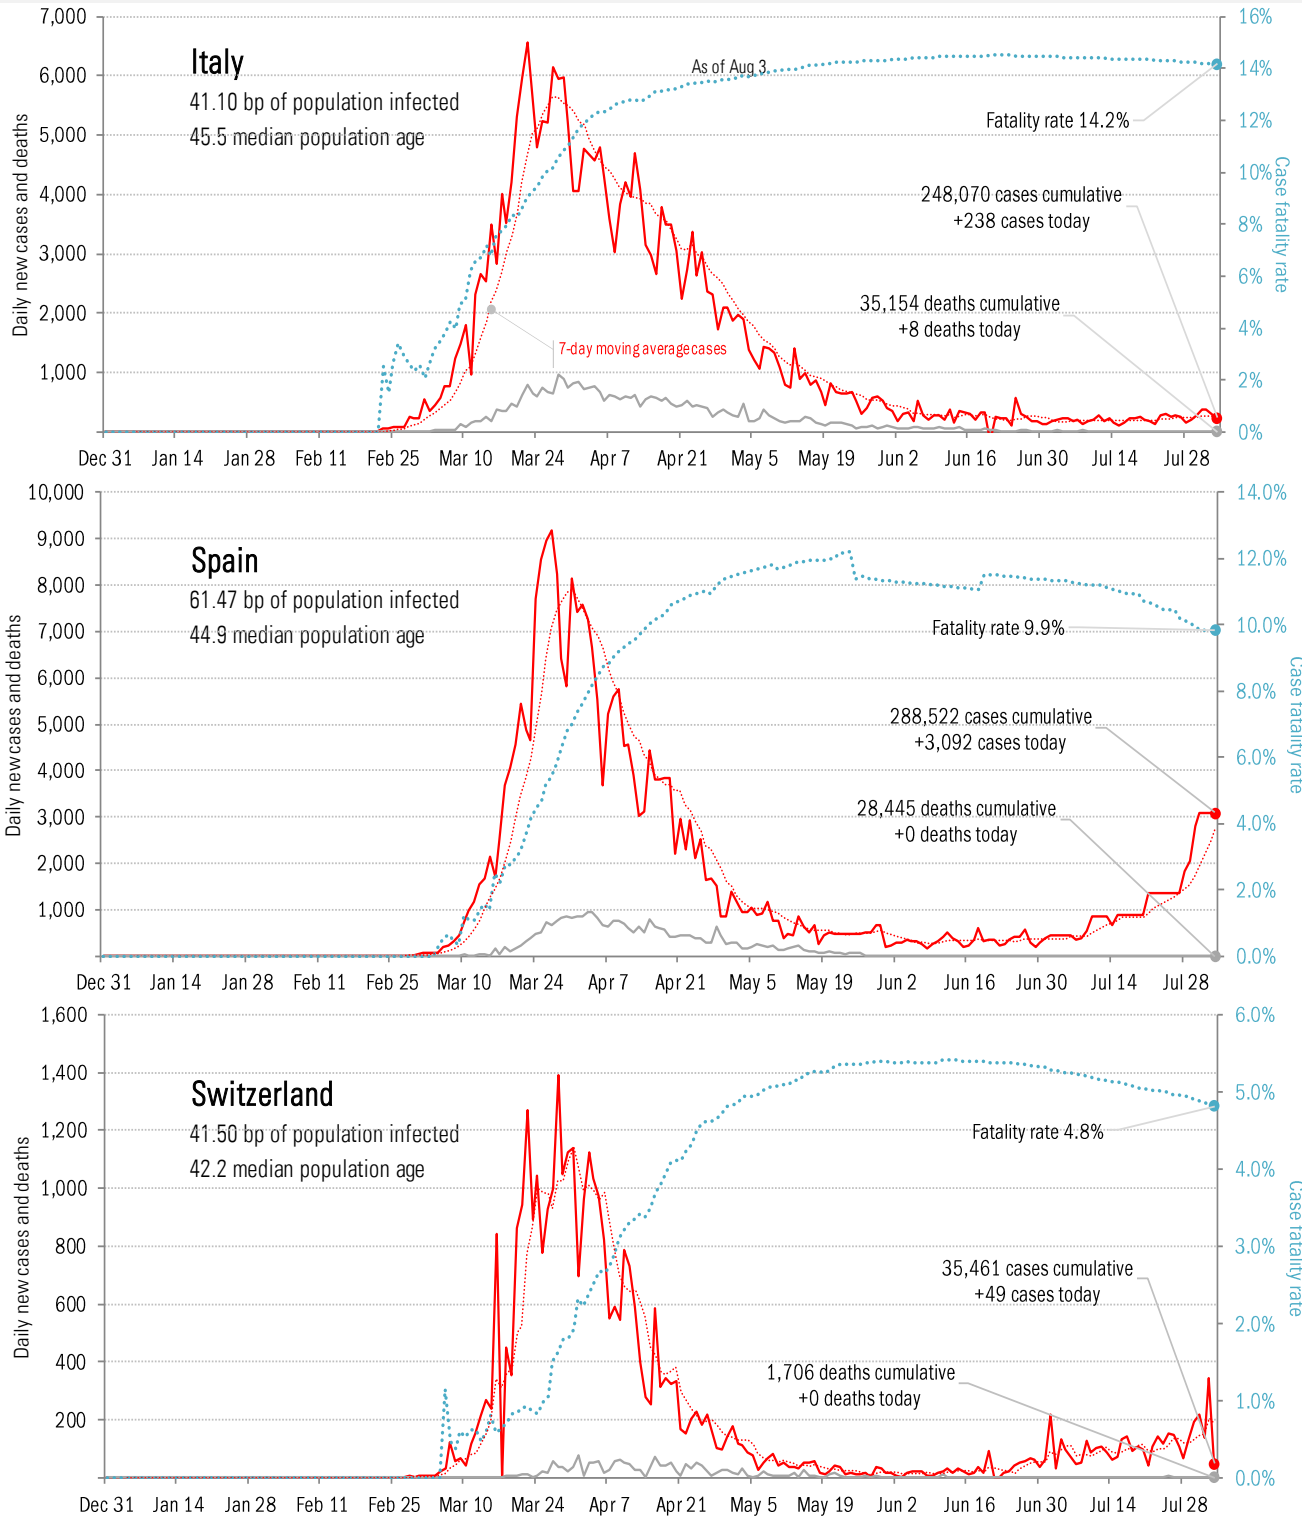 7,000
6,000
5,000
4,000
3,000
2,000
1,000
Daily new cases and deaths
Italy
41.10 bp of population infected
45.5 median population age
As of Aug 3
7-day moving average cases
Fatality rate 14.2%
248,070 cases cumulative
+238 cases today
35,154 deaths cumulative
+8 deaths today
16%
14%
12%
10%
8%
6%
4%
2%
0%
Case fatality rate
Dec 31 Jan 14 Jan 28 Feb 11 Feb 25 Mar 10 Mar 24 Apr 7 Apr 21 May 5 May 19 Jun 2 Jun 16 Jun 30 Jul 14 Jul 28
10,000
9,000
8,000
7,000
6,000
5,000
4,000
3,000
2,000
1,000
Daily new cases and deaths
Spain
61.47 bp of population infected
44.9 median population age
Fatality rate 9.9%
288,522 cases cumulative
+3,092 cases today
28,445 deaths cumulative
+0 deaths today
14.0%
12.0%
10.0%
8.0%
6.0%
4.0%
2.0%
0.0%
Case fatality rate
Dec 31 Jan 14 Jan 28 Feb 11 Feb 25 Mar 10 Mar 24 Apr 7 Apr 21 May 5 May 19 Jun 2 Jun 16 Jun 30 Jul 14 Jul 28
1,600
1,400
1,200
1,000
800
600
400
200
Daily new cases and deaths
Switzerland
41.50 bp of population infected
42.2 median population age
Fatality rate 4.8%
35,461 cases cumulative
+49 cases today
1,706 deaths cumulative
+0 deaths today
6.0%
5.0%
4.0%
3.0%
2.0%
1.0%
0.0%
Case fatality rate
Dec 31 Jan 14 Jan 28 Feb 11 Feb 25 Mar 10 Mar 24 Apr 7 Apr 21 May 5 May 19 Jun 2 Jun 16 Jun 30 Jul 14 Jul 28